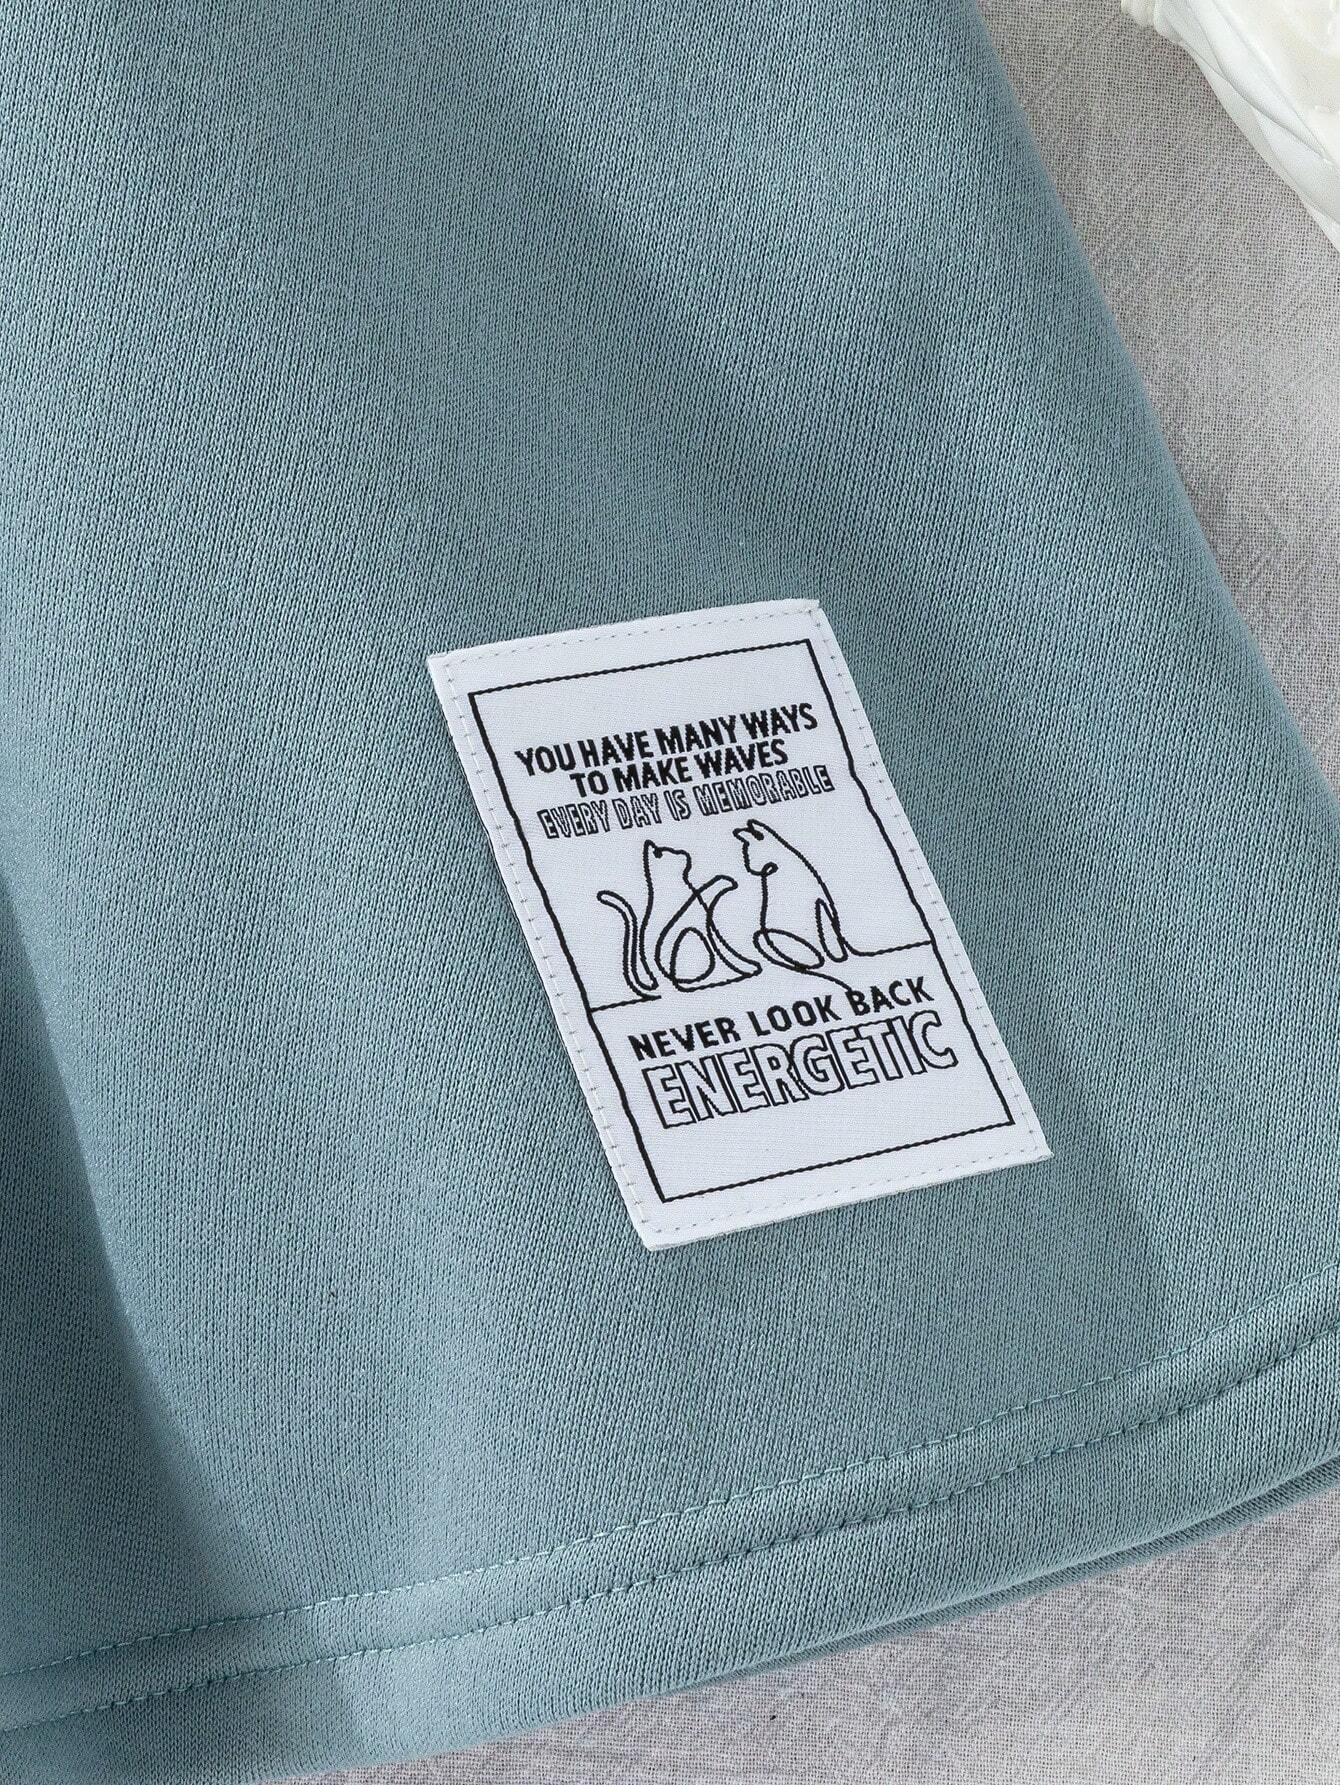 YOU HAVE MANY WAYS
TO MAKE WAVES
EVERY DAY IS MEMORABLE
NEVER LOOK BACK
ENERGETIC